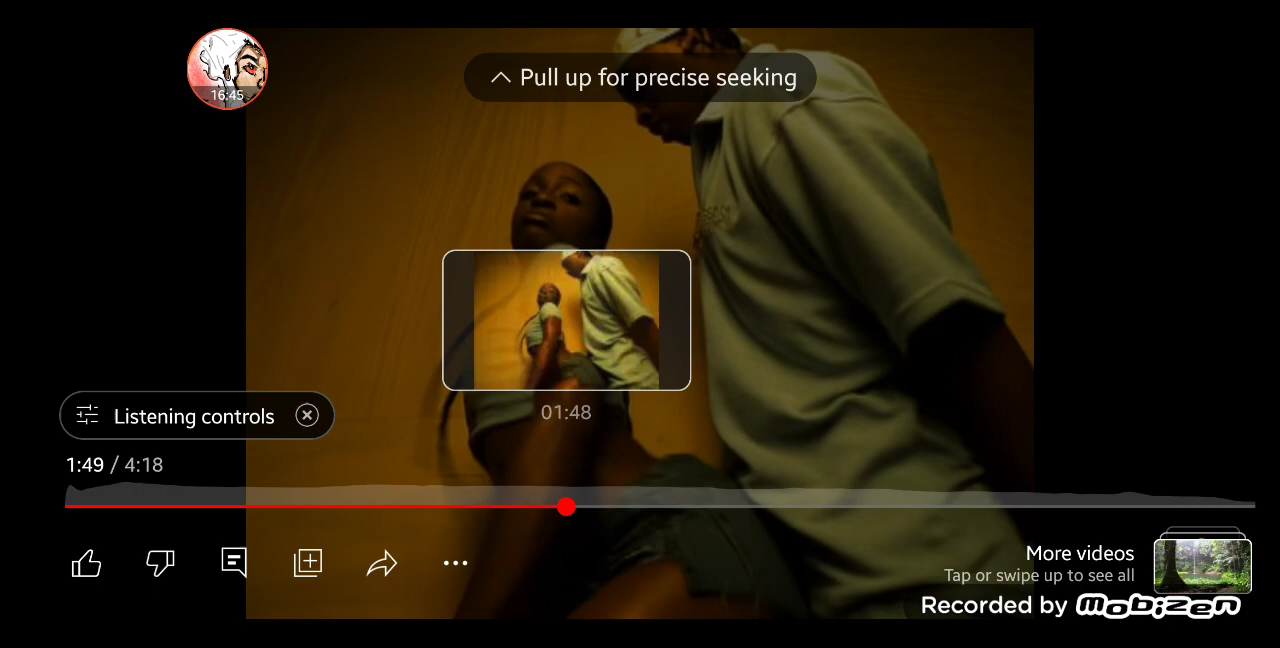 16:45
Pull up for precise seeking
01:48
Listening controls
1:49 / 4:18
More videos
Tap or swipe up to see all
Recorded by mobizen